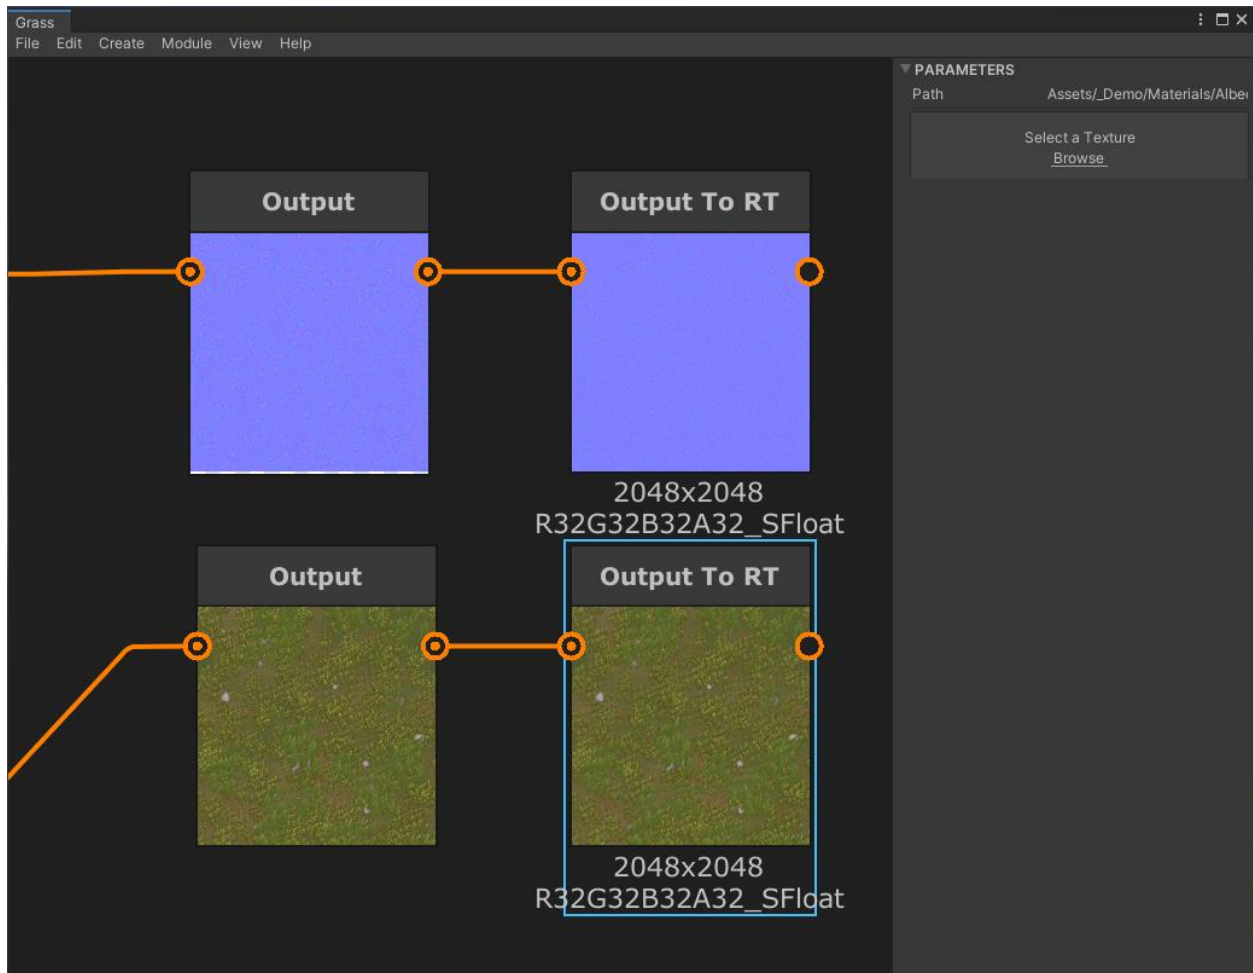 Grass
File Edit Create Module View Help
PARAMETERS
Path Assets/_Demo/Materials/Albe
Select a Texture
Browse
Output
Output To RT
2048x2048
R32G32B32A32_SFloat
Output
Output To RT
2048x2048
R32G32B32A32_SFloat